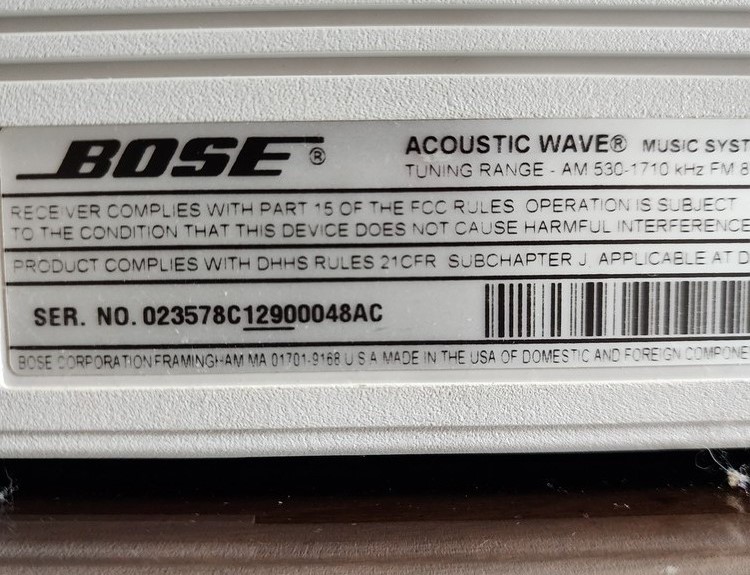 BOSE®
ACOUSTIC WAVE® MUSIC SYST
TUNING RANGE - AM 530-1710 kHz FM 8
RECEIVER COMPLIES WITH PART 15 OF THE FCC RULES OPERATION IS SUBJECT
TO THE CONDITION THAT THIS DEVICE DOES NOT CAUSE HARMFUL INTERFERENCE
PRODUCT COMPLIES WITH DHHS RULES 21CFR SUBCHAPTER J, APPLICABLE AT D
SER. NO. 023578C12900048AC
BOSE CORPORATION FRAMINGHAM MA 01701-9168 U S A MADE IN THE USA OF DOMESTIC AND FOREIGN COMPONE